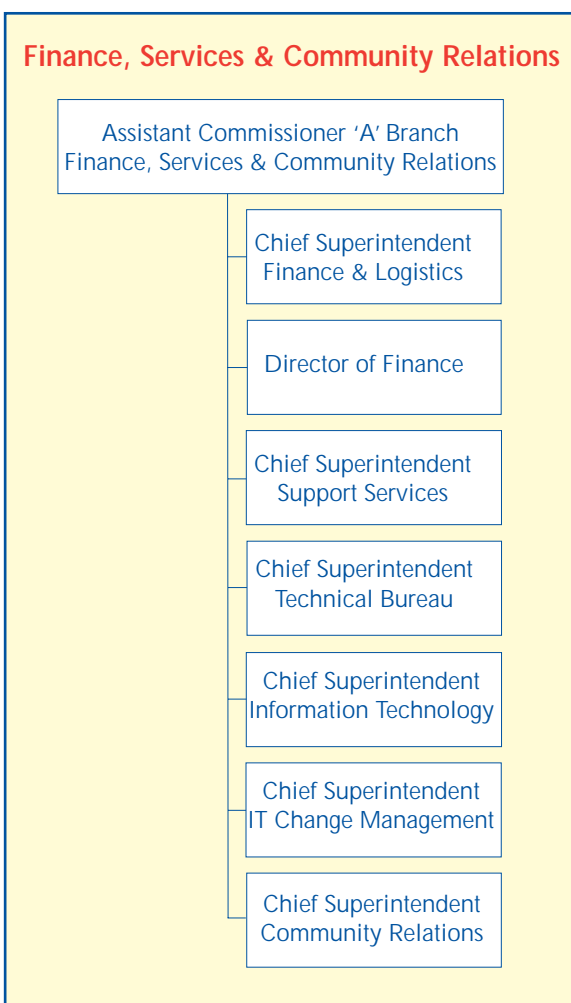 Finance, Services & Community Relations
Assistant Commissioner ‘A’ Branch
Finance, Services & Community Relations
Chief Superintendent
Finance & Logistics
Director of Finance
Chief Superintendent
Support Services
Chief Superintendent
Technical Bureau
Chief Superintendent
Information Technology
Chief Superintendent
IT Change Management
Chief Superintendent
Community Relations